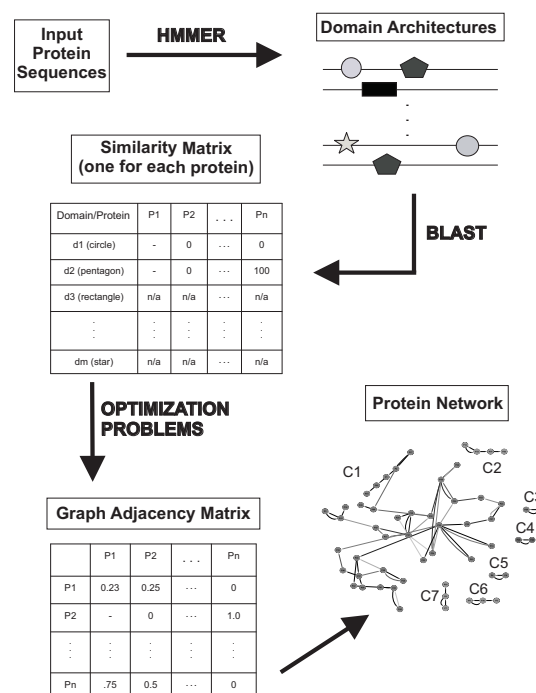 Input
Protein
Sequences
HMMER
Domain Architectures
Similarity Matrix
(one for each protein)
Domain/Protein P1 P2 . . . Pn
d1 (circle) - 0 ... 0
d2 (pentagon) - 0 ... 100
d3 (rectangle) n/a n/a ... n/a
dm (star) n/a n/a ... n/a
BLAST
OPTIMIZATION
PROBLEMS
Protein Network
C1
C2
C3
C4
C5
C6
C7
Graph Adjacency Matrix
P1 P2 . . . Pn
P1 0.23 0.25 ... 0
P2 - 0 ... 1.0
Pn .75 0.5 ... 0